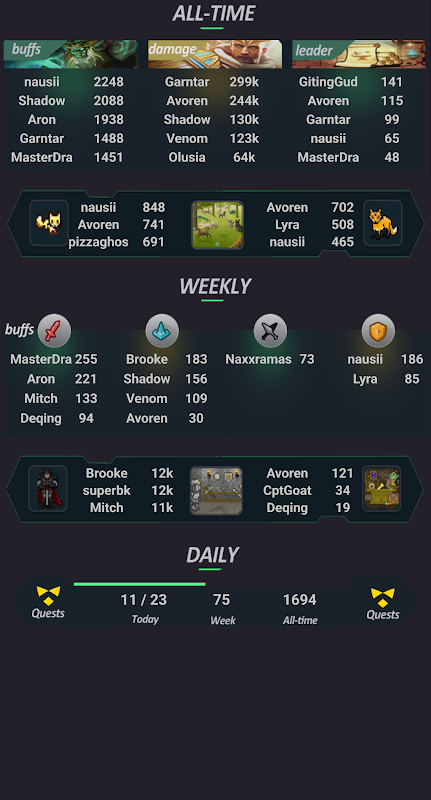 ALL-TIME
buffs damage leader
nausii 2248 Garntar 299k GitingGud 141
Shadow 2088 Avoren 244k Avoren 115
Aron 1938 Shadow 130k Garntar 99
Garntar 1488 Venom 123k nausii 65
MasterDra 1451 Olusia 64k MasterDra 48
nausii 848 Avoren 702
Avoren 741 Lyra 508
pizzaghos 691 nausii 465
WEEKLY
buffs
MasterDra 255 Brooke 183 Naxxramas 73 nausii 186
Aron 221 Shadow 156 Lyra 85
Mitch 133 Venom 109
Deqing 94 Avoren 30
Brooke 12k Avoren 121
superbk 12k CptGoat 34
Mitch 11k Deqing 19
DAILY
11 / 23 75 1694
Quests Today Week All-time Quests